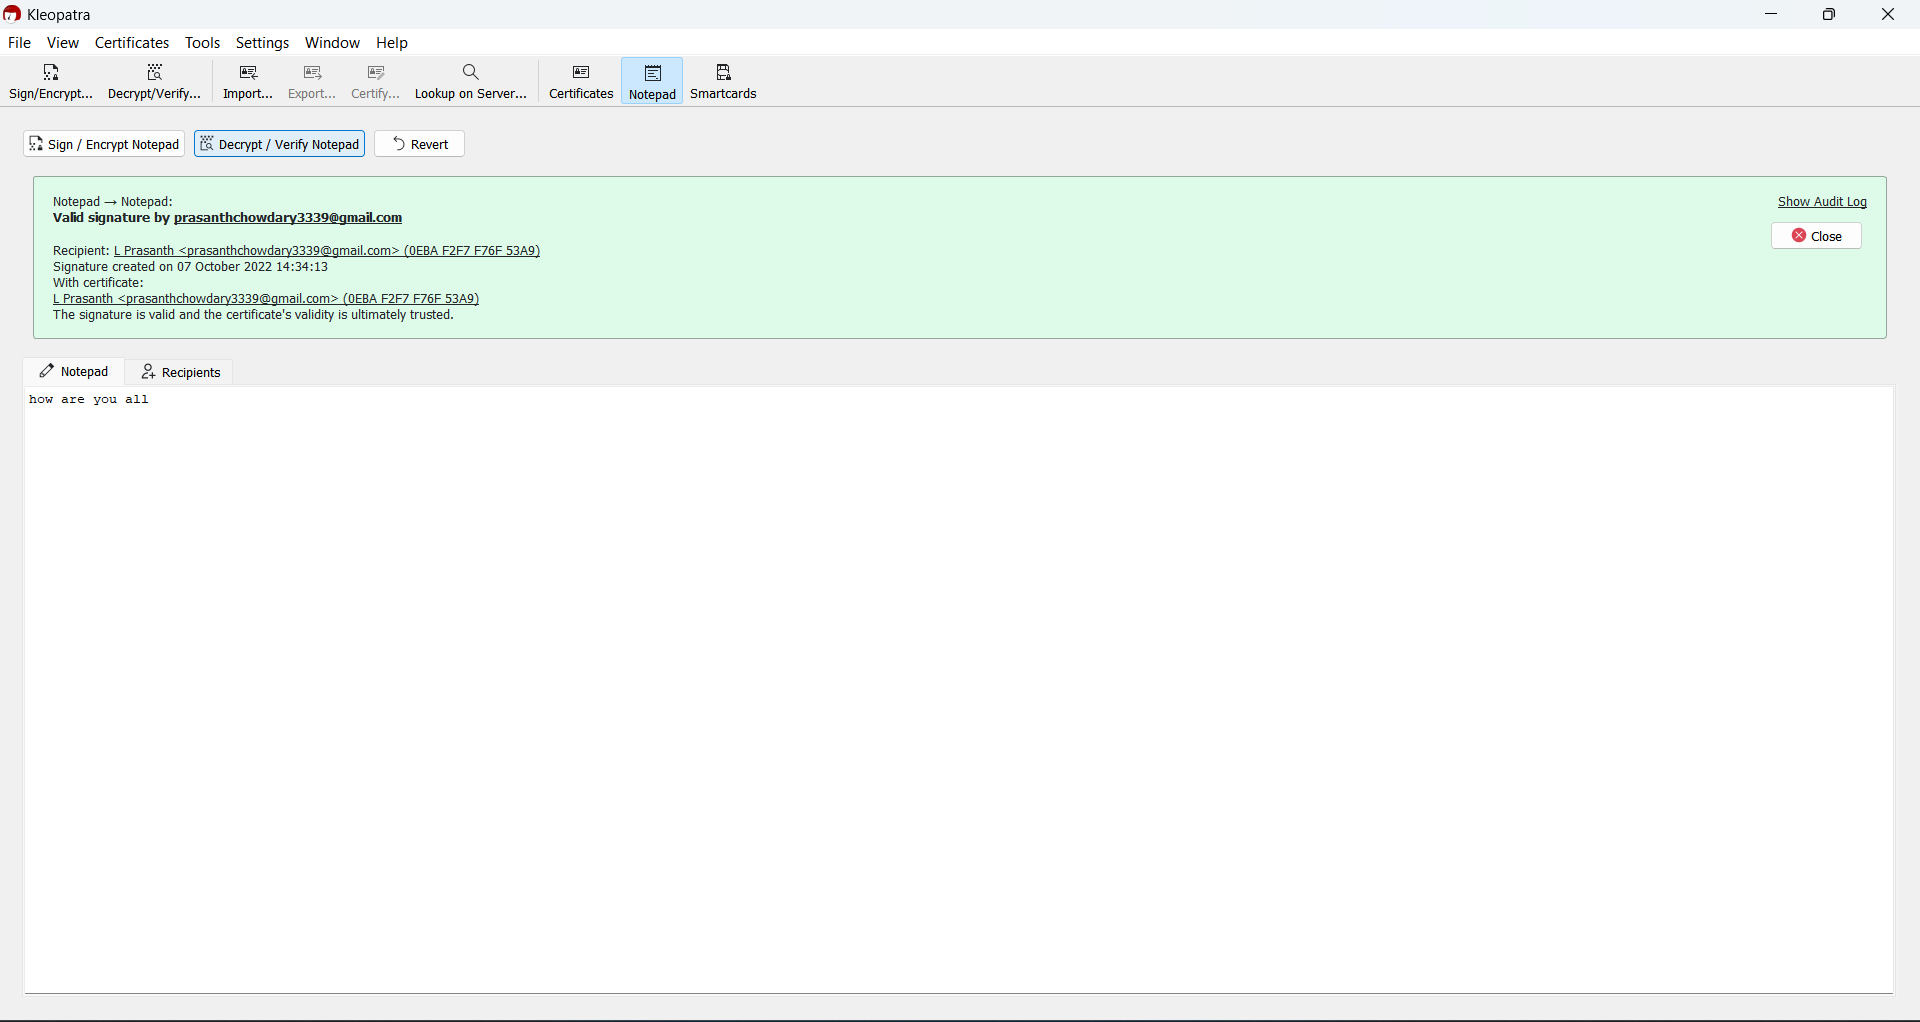 Kleopatra
File View Certificates Tools Settings Window Help
Sign/Encrypt... Decrypt/Verify... Import... Export... Certify... Lookup on Server... Certificates Notepad Smartcards
Sign / Encrypt Notepad Decrypt / Verify Notepad Revert
Notepad → Notepad: Show Audit Log
Valid signature by prasanthchowdary3339@gmail.com
Close
Recipient: L Prasanth <prasanthchowdary3339@gmail.com> (0EBA F2F7 F76F 53A9)
Signature created on 07 October 2022 14:34:13
With certificate:
L Prasanth <prasanthchowdary3339@gmail.com> (0EBA F2F7 F76F 53A9)
The signature is valid and the certificate's validity is ultimately trusted.
Notepad Recipients
how are you all